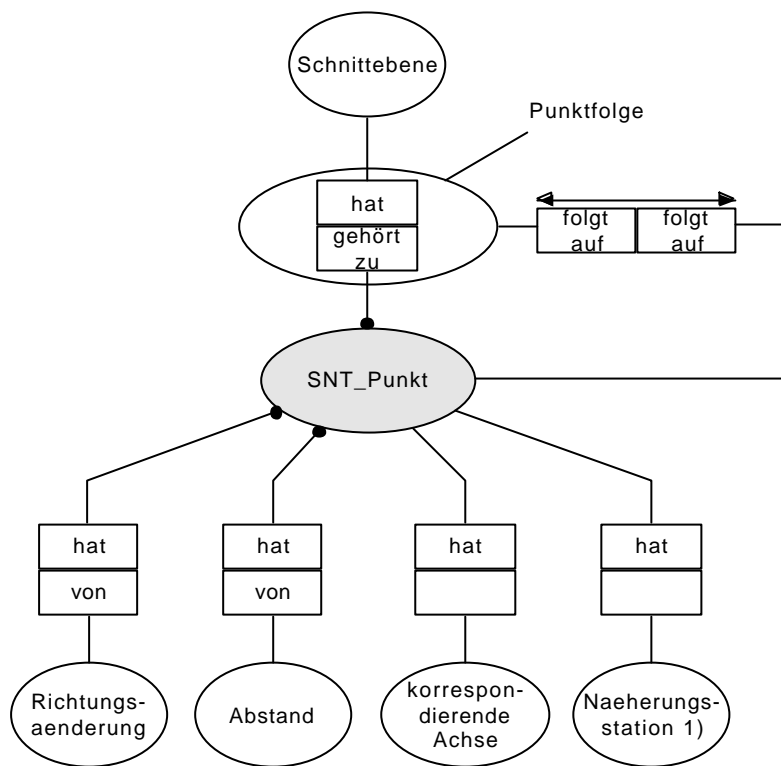 Schnittebene
Punktfolge
hat
gehört
zu
folgt
auf
folgt
auf
SNT_Punkt
hat
hat
hat
hat
von
von
Richtungs-
aenderung
Abstand
korrespon-
dierende
Achse
Naeherungs-
station 1)